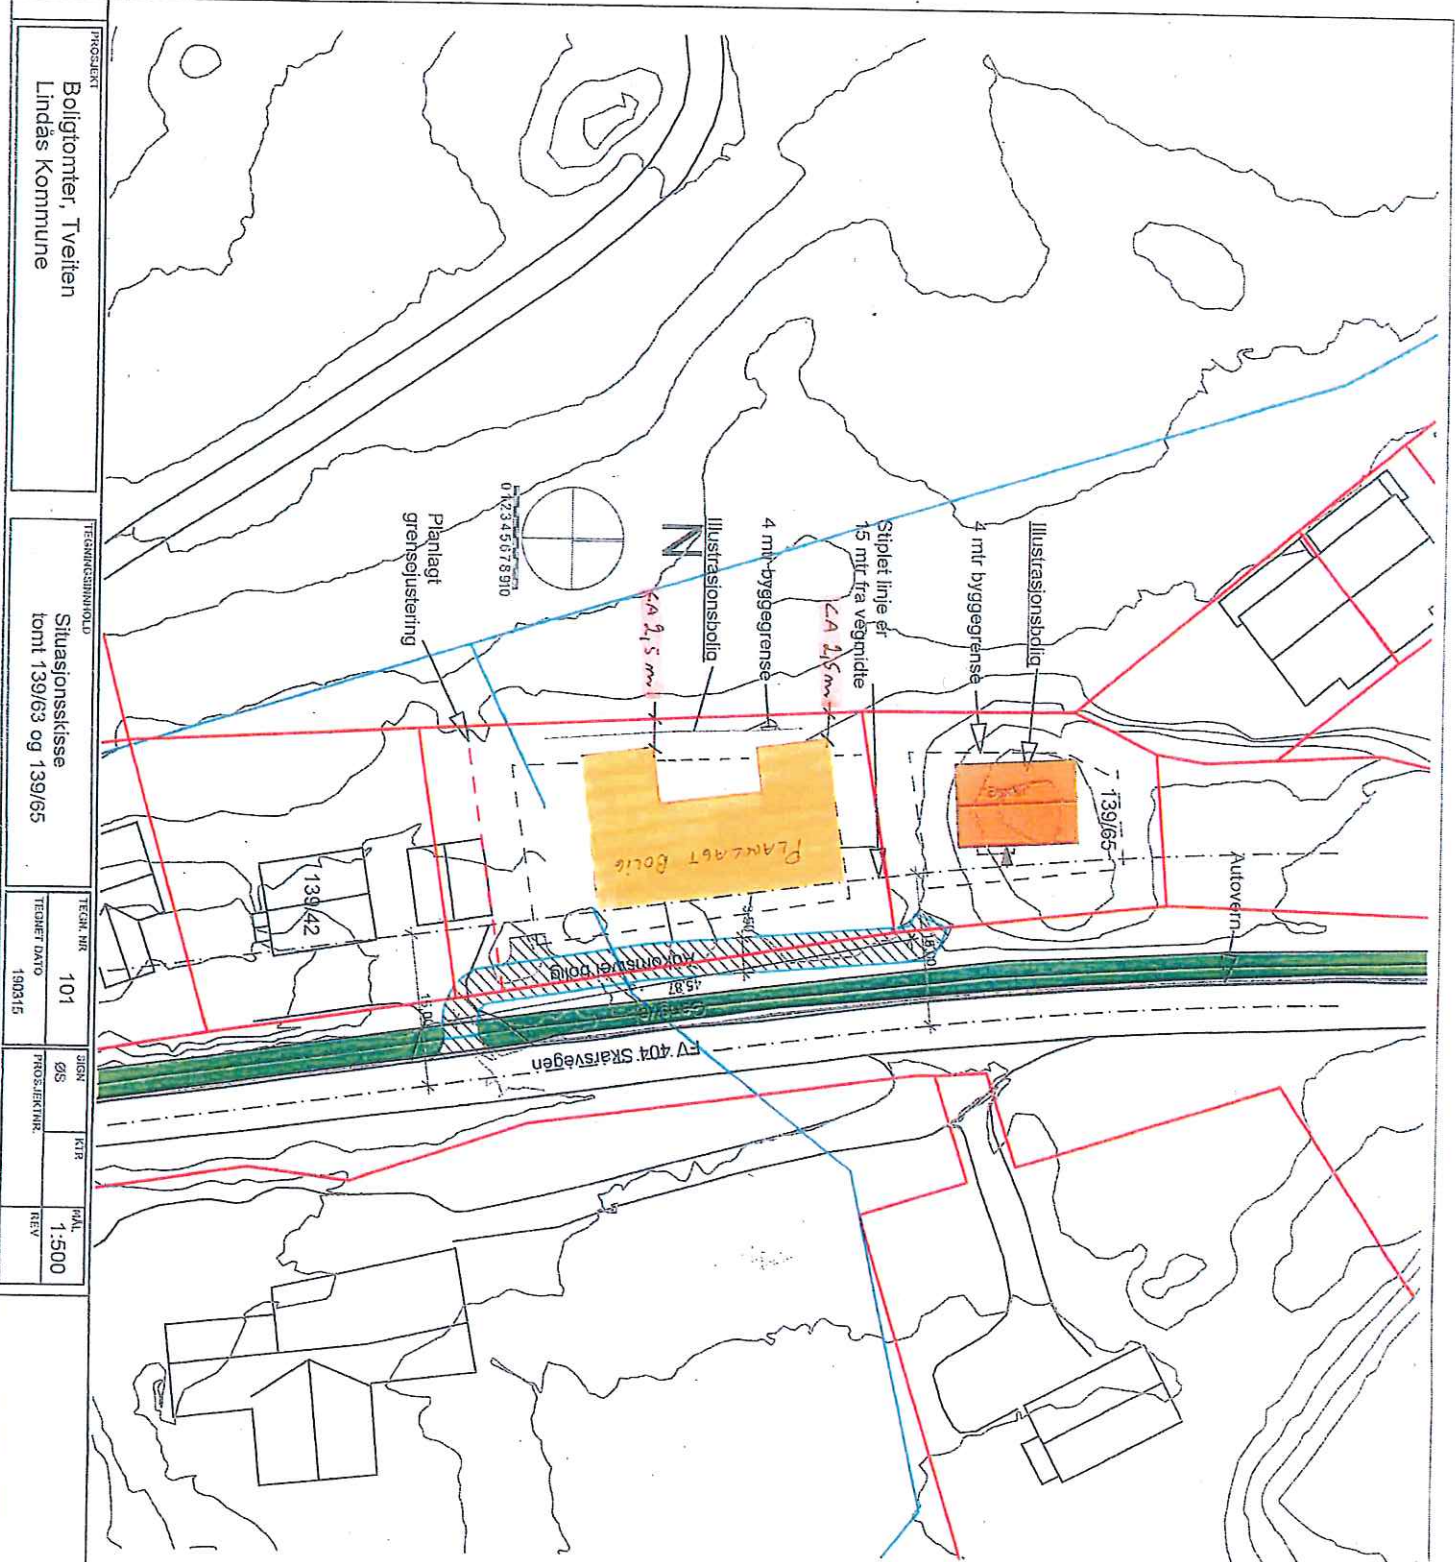 PROSJEKT
Boligtomter, Tveiten
Lindås Kommune
TEGNINGSINNHOLD
Situasjonsskisse
tomt 139/63 og 139/65
TEGN. NR
101
TEGNET DATO
190315
SIGN
ØS
PROSJEKTNR.
KTR
MÅL
1:500
REV
Illustrasjonsbolig
4 mtr byggegrense
Stiplet linje er
15 mtr fra vegmidte
CA 2,5 m
4 mtr byggegrense
Illustrasjonsbolig
CA 2,5 m
N
0 1 2 3 4 5 6 7 8 9 10
Planlagt
grensejustering
139/65
PLANLAGT BOLIG
139/42
Autovern
Adkomstvei bolig
3,50
45.87
15,00
15,00
FV 404 Skarsvegen